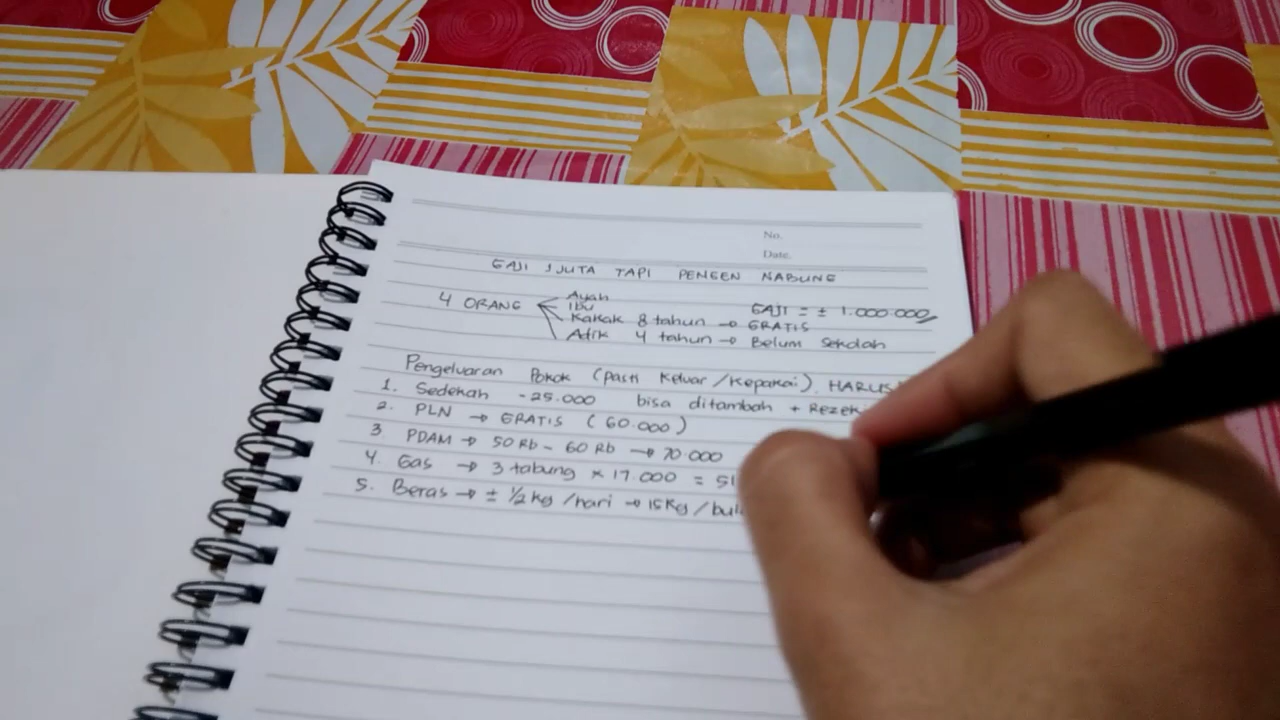 No.
Date.
GAJI 1 JUTA TAPI PENGEN NABUNG
4 ORANG
Ayah
Ibu
Kakak 8 tahun → GRATIS
Adik 4 tahun → Belum Sekolah
GAJI = ± 1.000.000,
Pengeluaran Pokok (pasti Keluar/Kepakai). HARUS
1. Sedekah -25.000 bisa ditambah + Rezeki
2. PLN → GRATIS (60.000)
3. PDAM → 50 Rb - 60 Rb → 70.000
4. Gas → 3 tabung × 17.000 = 51
5. Beras → ± 1/2 kg /hari → 15 Kg /bul